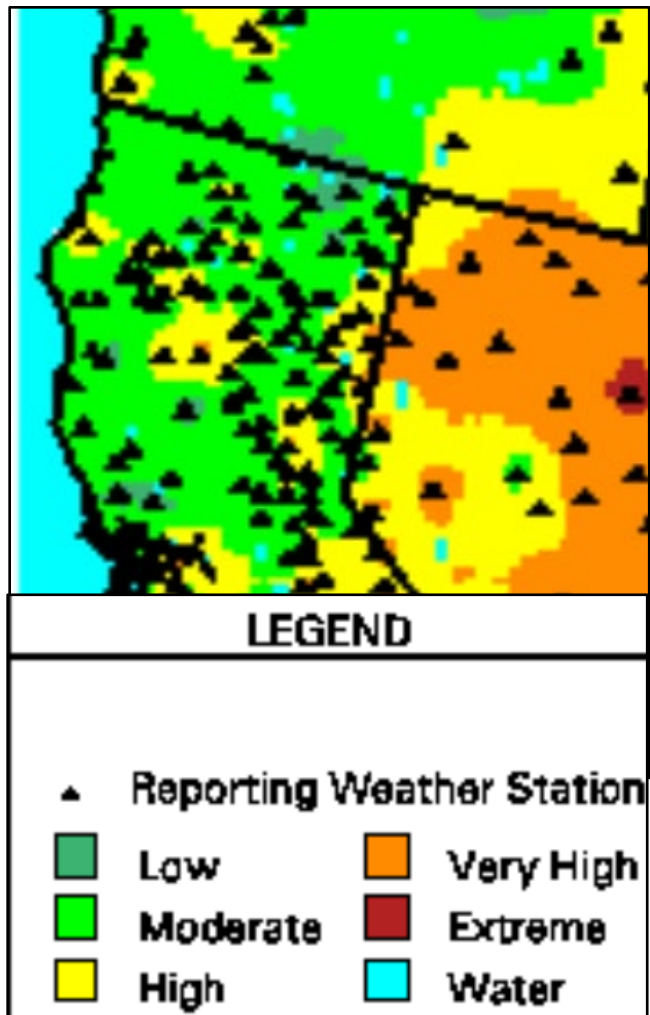 LEGEND
Reporting Weather Station
Low
Very High
Moderate
Extreme
High
Water